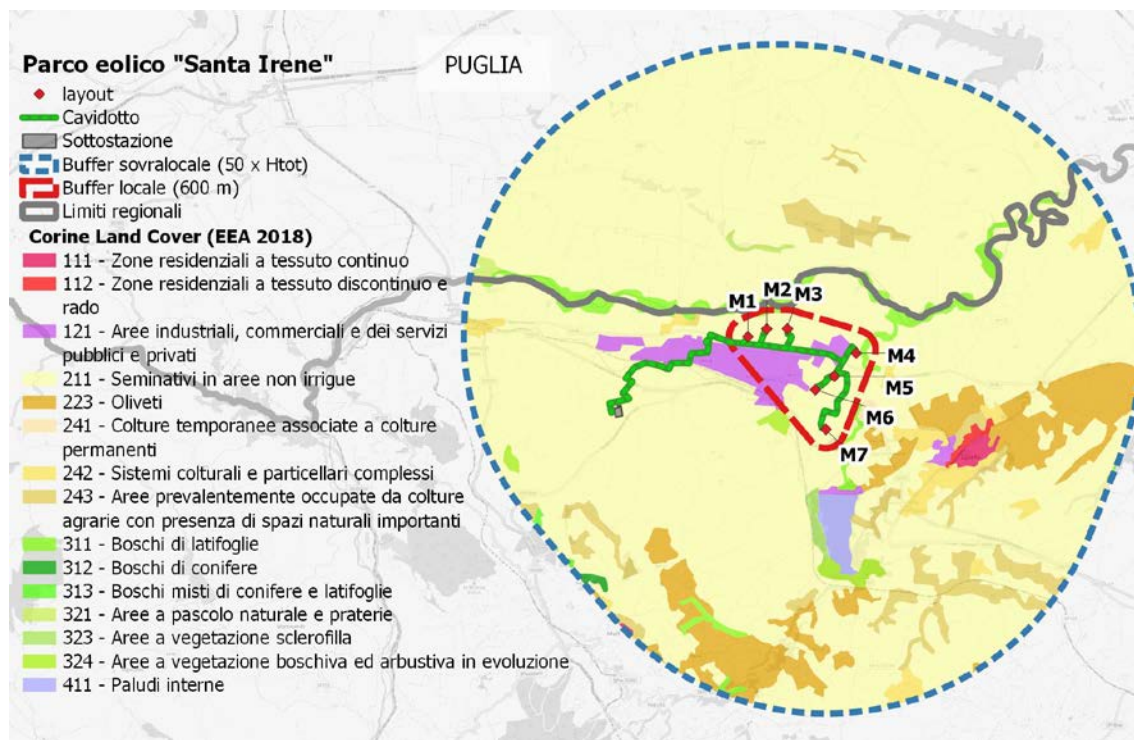 Parco eolico "Santa Irene"
PUGLIA
layout
Cavidotto
Sottostazione
Buffer sovralocale (50 x Htot)
Buffer locale (600 m)
Limiti regionali
Corine Land Cover (EEA 2018)
111 - Zone residenziali a tessuto continuo
112 - Zone residenziali a tessuto discontinuo e
rado
121 - Aree industriali, commerciali e dei servizi
pubblici e privati
211 - Seminativi in aree non irrigue
223 - Oliveti
241 - Colture temporanee associate a colture
permanenti
242 - Sistemi colturali e particellari complessi
243 - Aree prevalentemente occupate da colture
agrarie con presenza di spazi naturali importanti
311 - Boschi di latifoglie
312 - Boschi di conifere
313 - Boschi misti di conifere e latifoglie
321 - Aree a pascolo naturale e praterie
323 - Aree a vegetazione sclerofilla
324 - Aree a vegetazione boschiva ed arbustiva in evoluzione
411 - Paludi interne
M1
M2
M3
M4
M5
M6
M7